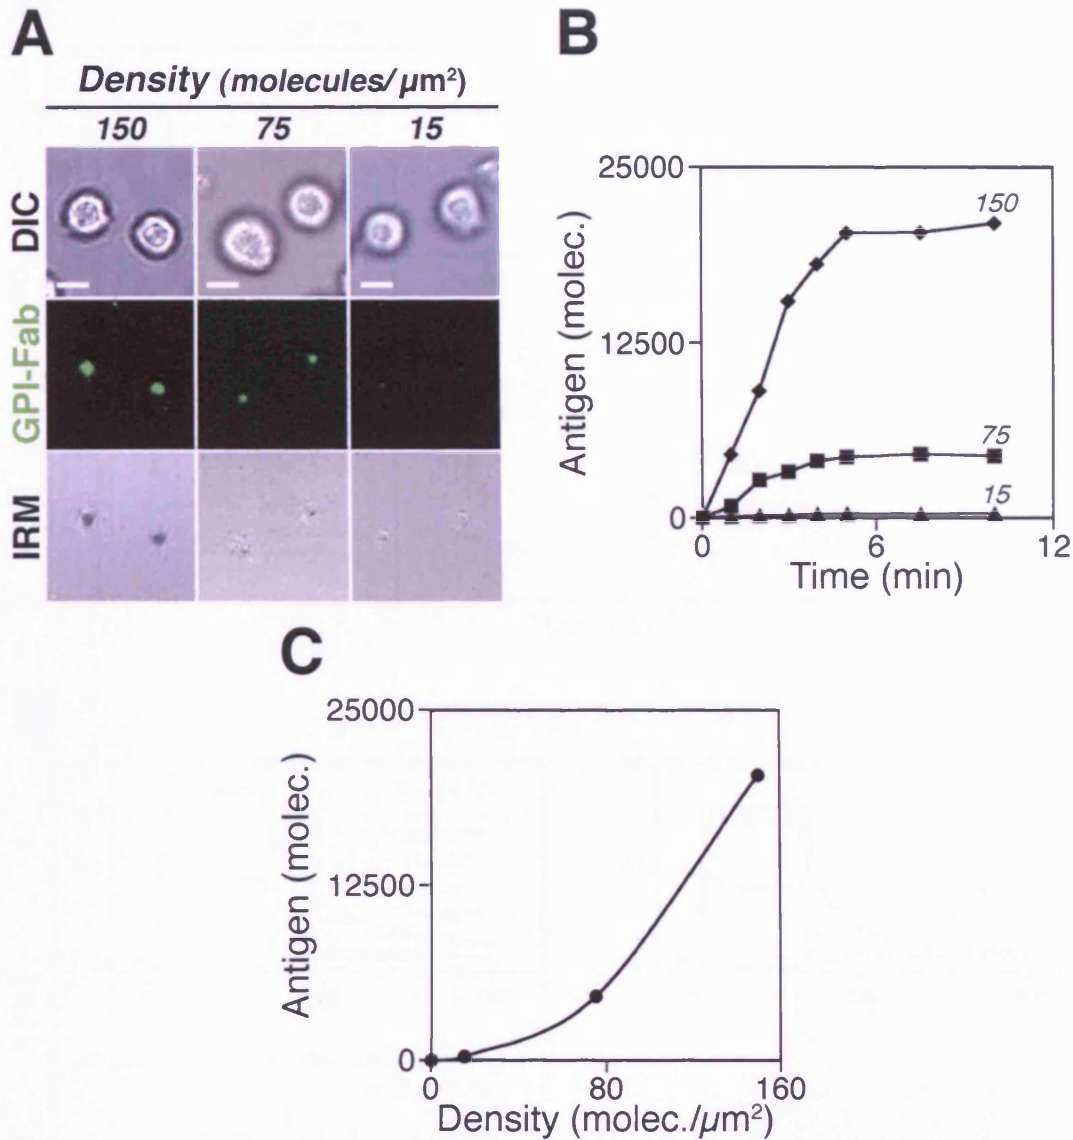 A
Density (molecules/µm²)
150 75 15
DIC
GPI-Fab
IRM
B
25000
12500
0
Antigen (molec.)
150
75
15
0 6 12
Time (min)
C
25000
12500
0
Antigen (molec.)
0 80 160
Density (molec./µm²)